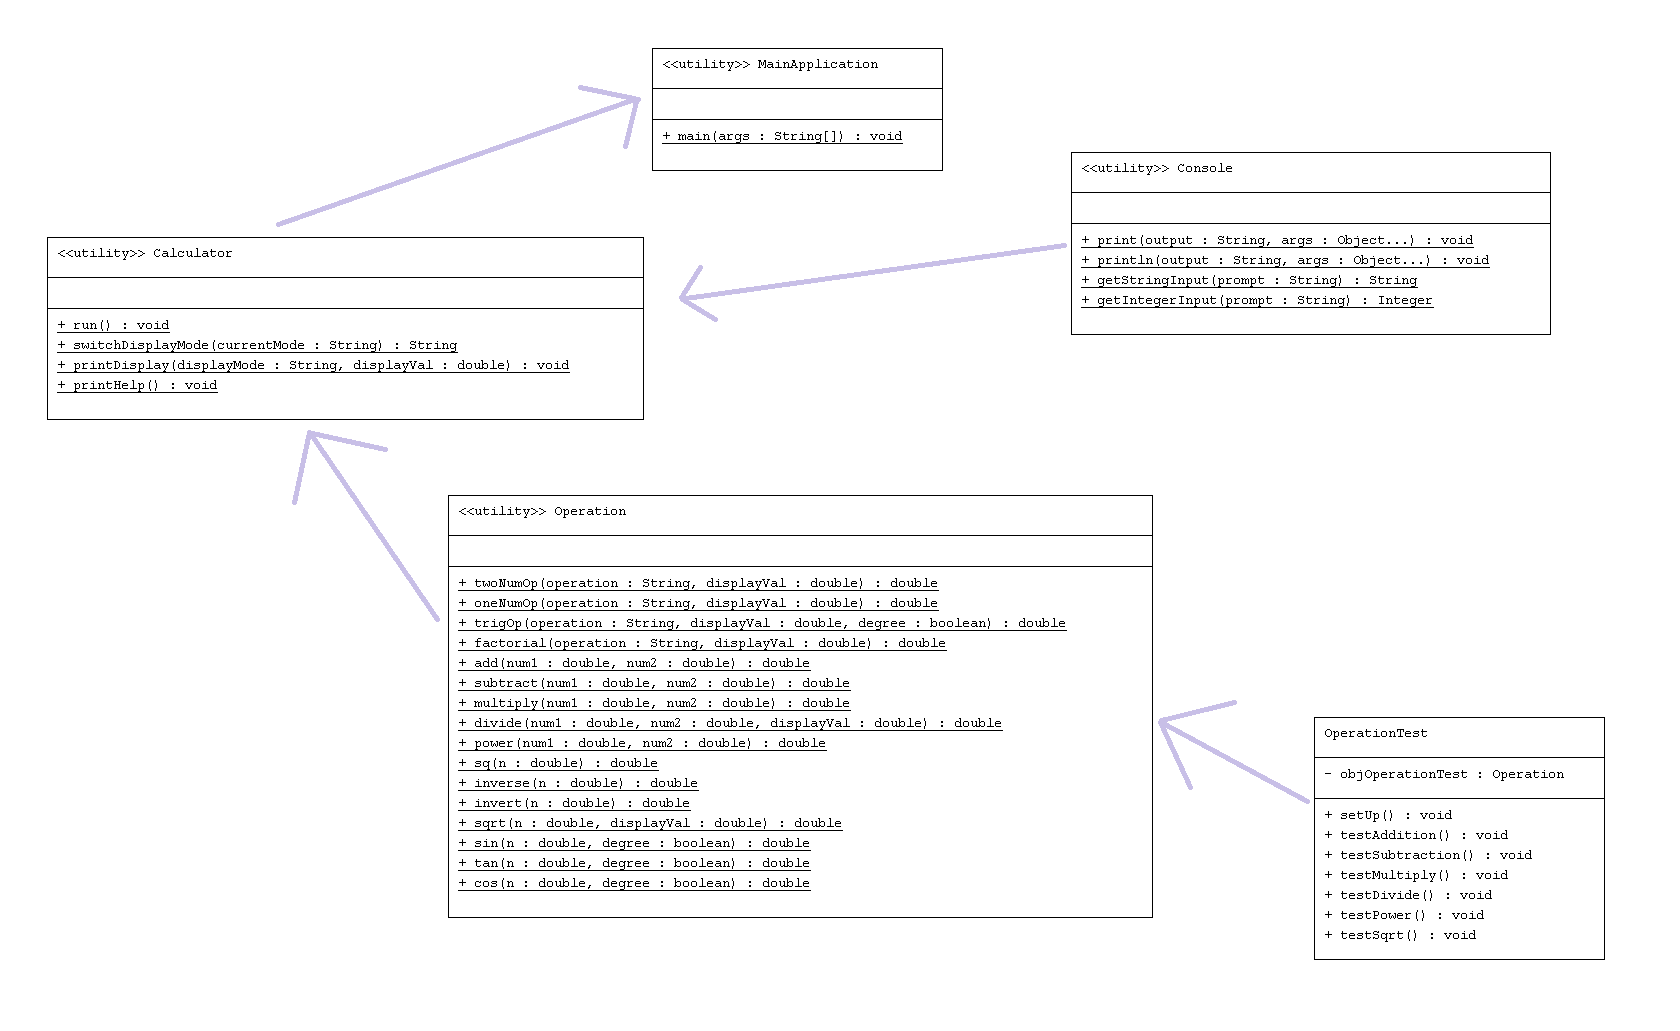 <<utility>> MainApplication
+ main(args : String[]) : void
<<utility>> Console
+ print(output : String, args : Object...) : void
+ println(output : String, args : Object...) : void
+ getStringInput(prompt : String) : String
+ getIntegerInput(prompt : String) : Integer
<<utility>> Calculator
+ run() : void
+ switchDisplayMode(currentMode : String) : String
+ printDisplay(displayMode : String, displayVal : double) : void
+ printHelp() : void
<<utility>> Operation
+ twoNumOp(operation : String, displayVal : double) : double
+ oneNumOp(operation : String, displayVal : double) : double
+ trigOp(operation : String, displayVal : double, degree : boolean) : double
+ factorial(operation : String, displayVal : double) : double
+ add(num1 : double, num2 : double) : double
+ subtract(num1 : double, num2 : double) : double
+ multiply(num1 : double, num2 : double) : double
+ divide(num1 : double, num2 : double, displayVal : double) : double
+ power(num1 : double, num2 : double) : double
+ sq(n : double) : double
+ inverse(n : double) : double
+ invert(n : double) : double
+ sqrt(n : double, displayVal : double) : double
+ sin(n : double, degree : boolean) : double
+ tan(n : double, degree : boolean) : double
+ cos(n : double, degree : boolean) : double
OperationTest
- objOperationTest : Operation
+ setUp() : void
+ testAddition() : void
+ testSubtraction() : void
+ testMultiply() : void
+ testDivide() : void
+ testPower() : void
+ testSqrt() : void